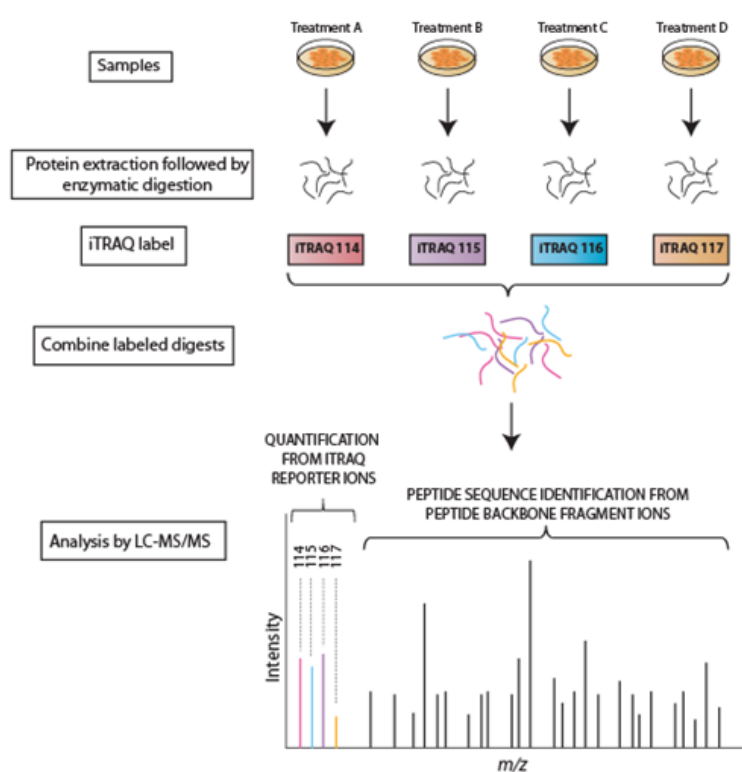 Treatment A
Treatment B
Treatment C
Treatment D
Samples
Protein extraction followed by
enzymatic digestion
iTRAQ label
iTRAQ 114
iTRAQ 115
iTRAQ 116
iTRAQ 117
Combine labeled digests
QUANTIFICATION
FROM ITRAQ
REPORTER IONS
PEPTIDE SEQUENCE IDENTIFICATION FROM
PEPTIDE BACKBONE FRAGMENT IONS
Analysis by LC-MS/MS
114
115
116
117
Intensity
m/z